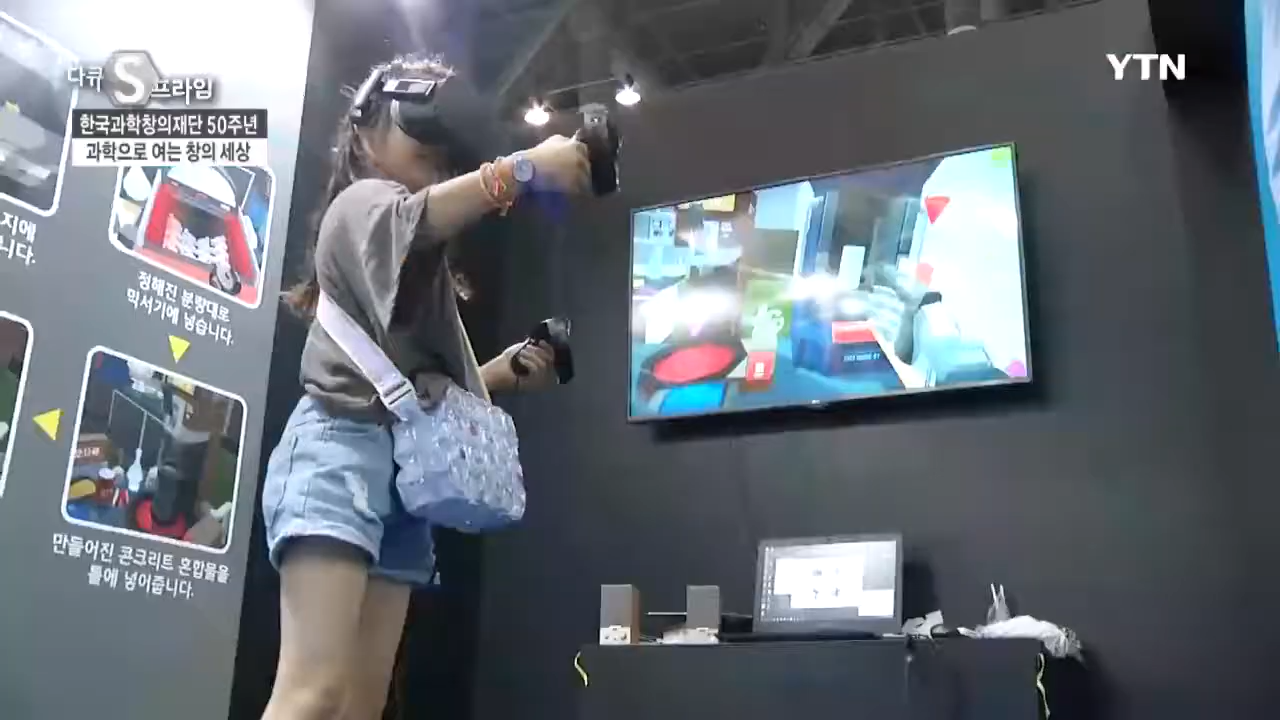 다큐 S 프라임
한국과학창의재단 50주년
과학으로 여는 창의 세상
YTN
지에
니다.
정해진 분량대로
믹서기에 넣습니다.
만들어진 콘크리트 혼합물을
틀에 넣어줍니다.